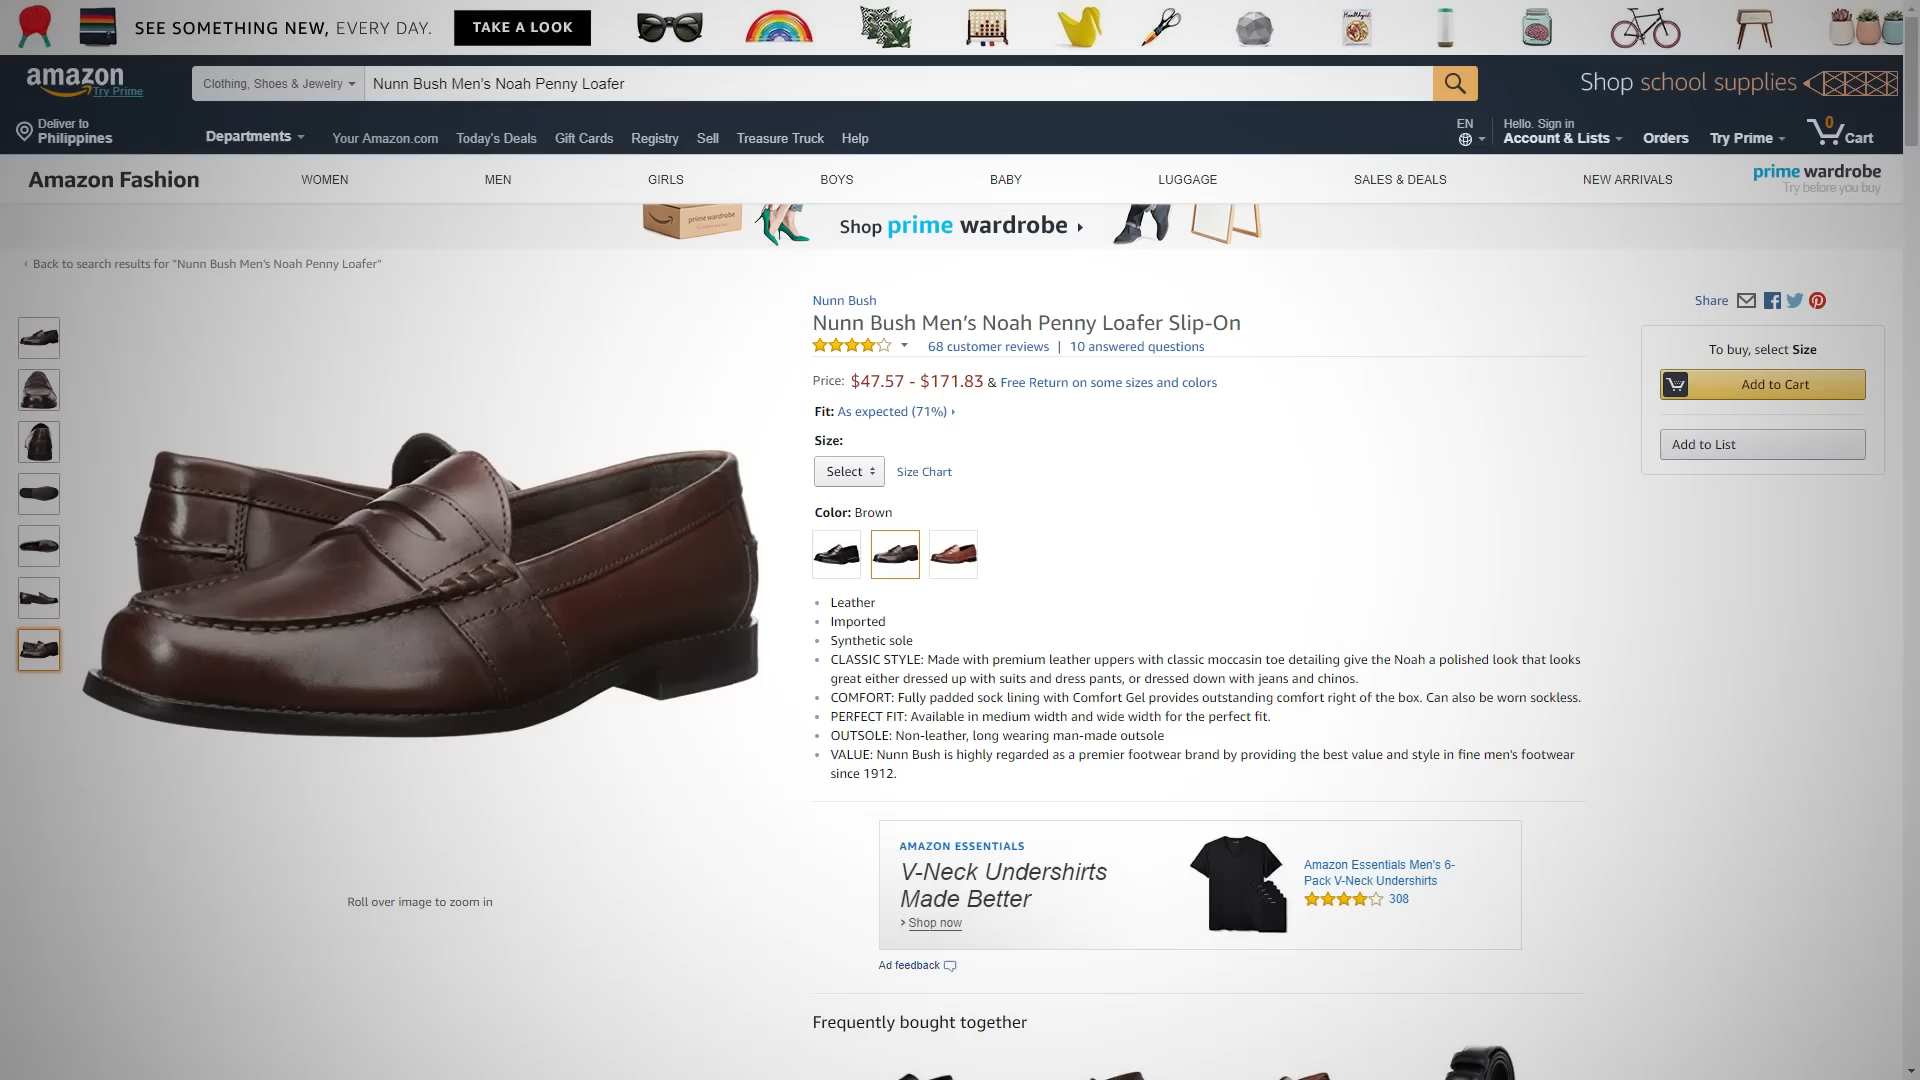 SEE SOMETHING NEW, EVERY DAY.
TAKE A LOOK
amazon
Try Prime
Clothing, Shoes & Jewelry
Nunn Bush Men's Noah Penny Loafer
Shop school supplies
Deliver to
Philippines
Departments
Your Amazon.com
Today's Deals
Gift Cards
Registry
Sell
Treasure Truck
Help
EN
Hello. Sign in
Account & Lists
Orders
Try Prime
0
Cart
Amazon Fashion
WOMEN
MEN
GIRLS
BOYS
BABY
LUGGAGE
SALES & DEALS
NEW ARRIVALS
prime wardrobe
Try before you buy
prime wardrobe
Shop prime wardrobe
‹ Back to search results for "Nunn Bush Men's Noah Penny Loafer"
Nunn Bush
Nunn Bush Men's Noah Penny Loafer Slip-On
68 customer reviews | 10 answered questions
Price: $47.57 - $171.83 & Free Return on some sizes and colors
Fit: As expected (71%)
Size:
Select
Size Chart
Color: Brown
• Leather
• Imported
• Synthetic sole
• CLASSIC STYLE: Made with premium leather uppers with classic moccasin toe detailing give the Noah a polished look that looks
great either dressed up with suits and dress pants, or dressed down with jeans and chinos.
• COMFORT: Fully padded sock lining with Comfort Gel provides outstanding comfort right of the box. Can also be worn sockless.
• PERFECT FIT: Available in medium width and wide width for the perfect fit.
• OUTSOLE: Non-leather, long wearing man-made outsole
• VALUE: Nunn Bush is highly regarded as a premier footwear brand by providing the best value and style in fine men's footwear
since 1912.
Share
To buy, select Size
Add to Cart
Add to List
Roll over image to zoom in
AMAZON ESSENTIALS
V-Neck Undershirts
Made Better
› Shop now
Amazon Essentials Men's 6-
Pack V-Neck Undershirts
308
Ad feedback
Frequently bought together